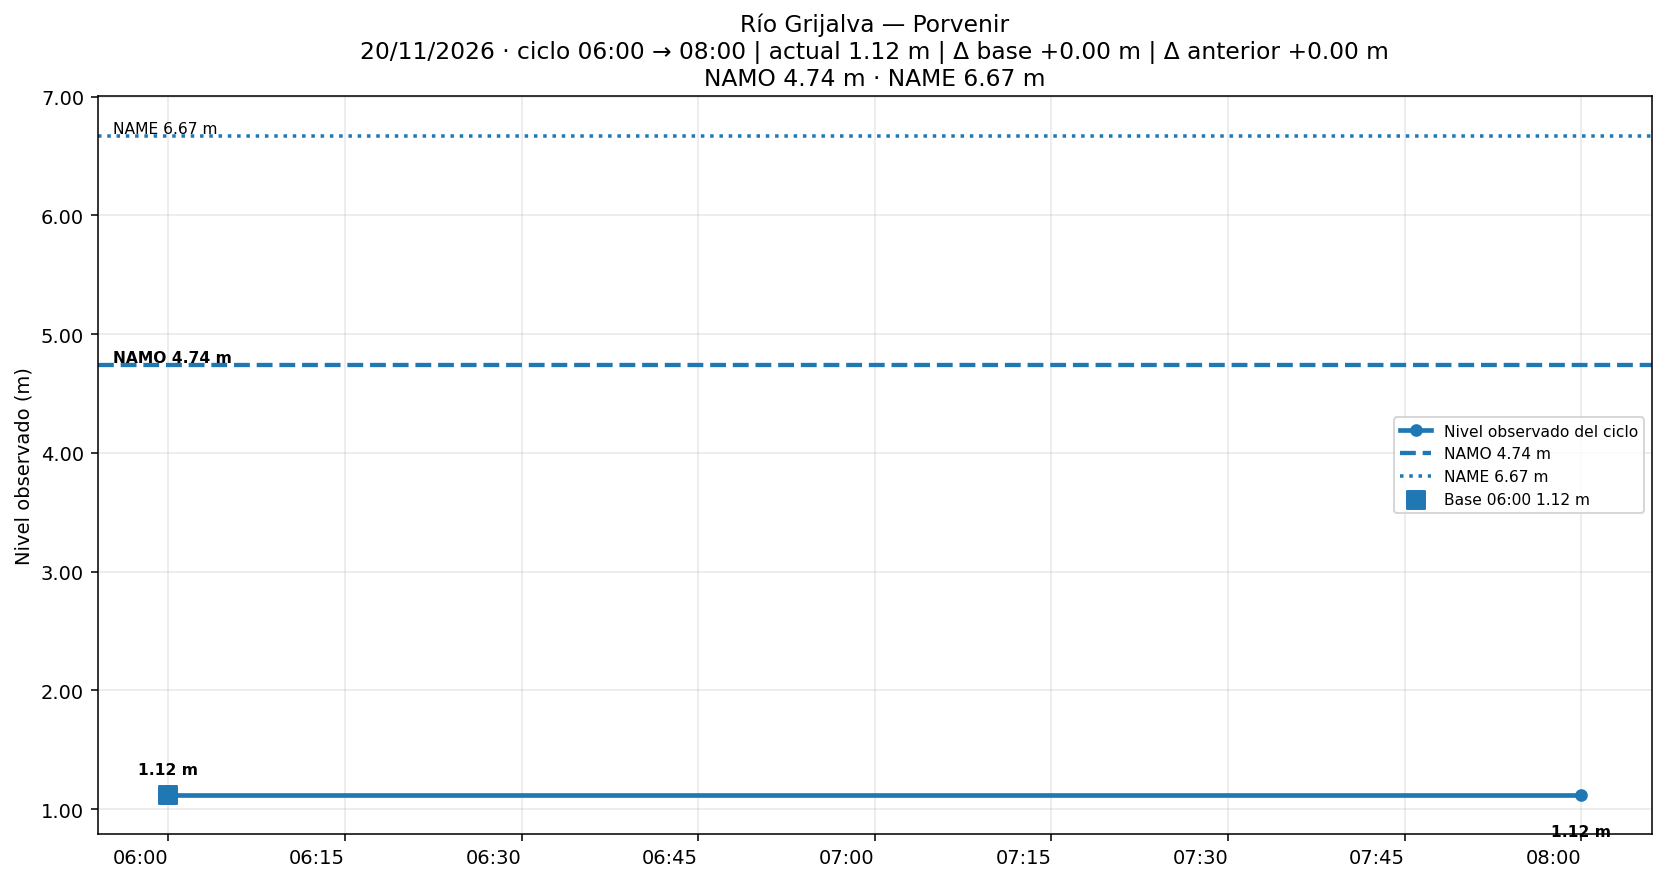 Río Grijalva — Porvenir
20/11/2026 · ciclo 06:00 → 08:00 | actual 1.12 m | Δ base +0.00 m | Δ anterior +0.00 m
NAMO 4.74 m · NAME 6.67 m
7.00
NAME 6.67 m
6.00
5.00
NAMO 4.74 m
Nivel observado (m)
4.00
Nivel observado del ciclo
NAMO 4.74 m
NAME 6.67 m
Base 06:00 1.12 m
3.00
2.00
1.12 m
1.00
1.12 m
06:00 06:15 06:30 06:45 07:00 07:15 07:30 07:45 08:00